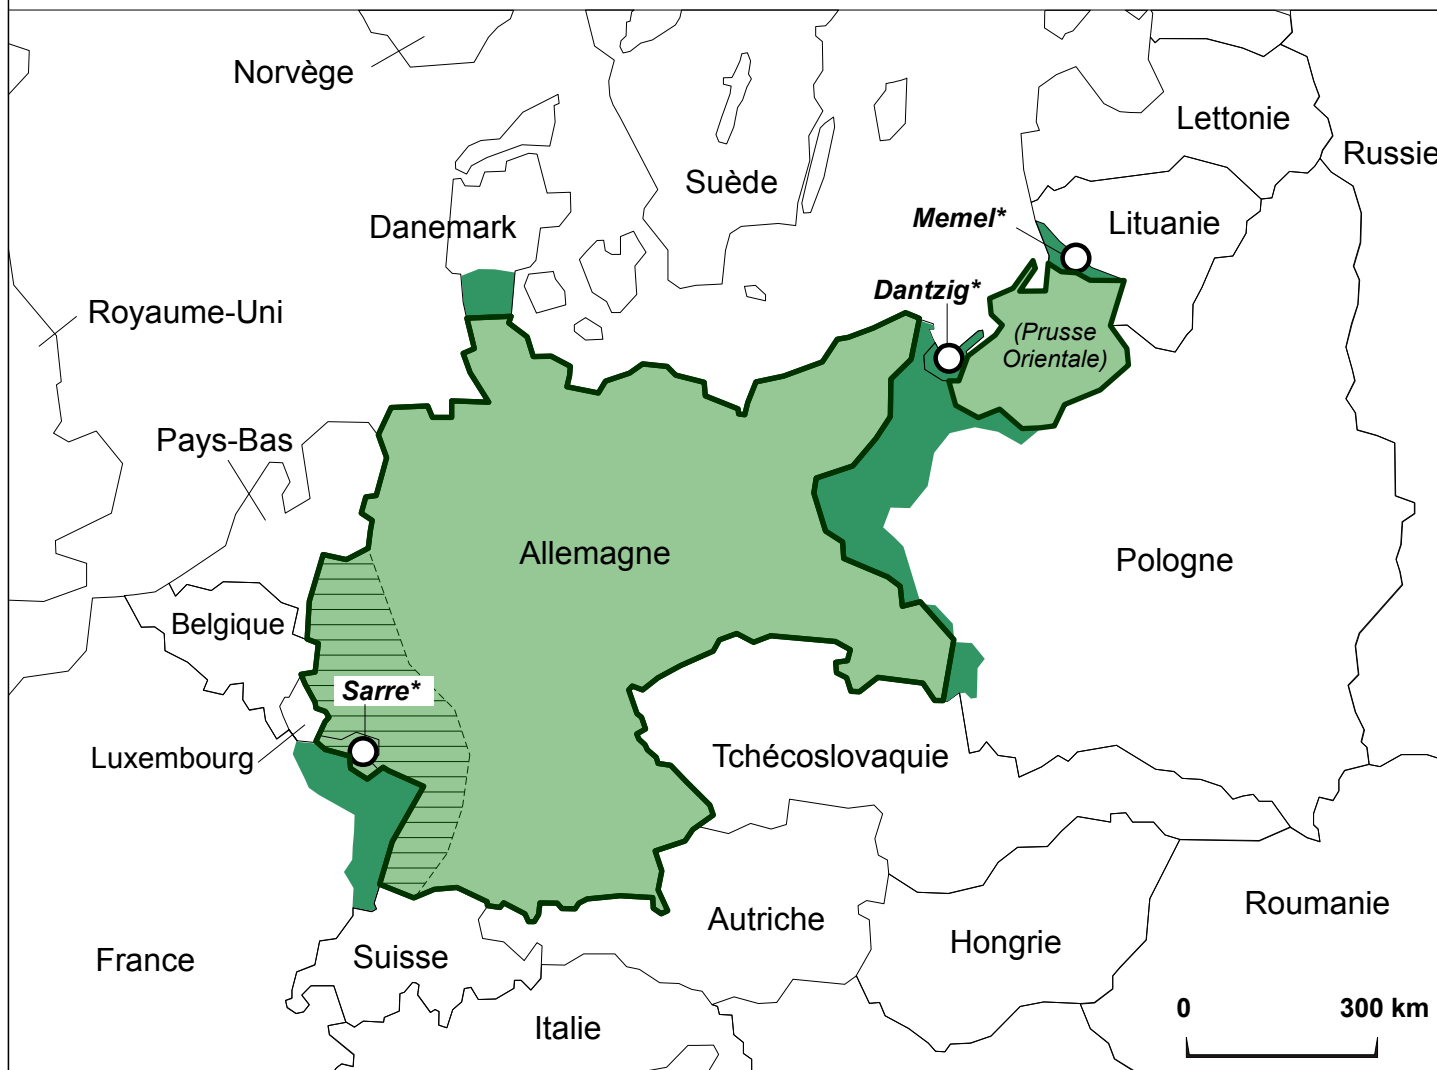 Norvège
Lettonie
Russie
Suède
Danemark
Memel*
Lituanie
Dantzig*
Royaume-Uni
(Prusse
Orientale)
Pays-Bas
Allemagne
Pologne
Belgique
Sarre*
Luxembourg
Tchécoslovaquie
Autriche
Roumanie
Hongrie
Suisse
France
Italie
0 300 km